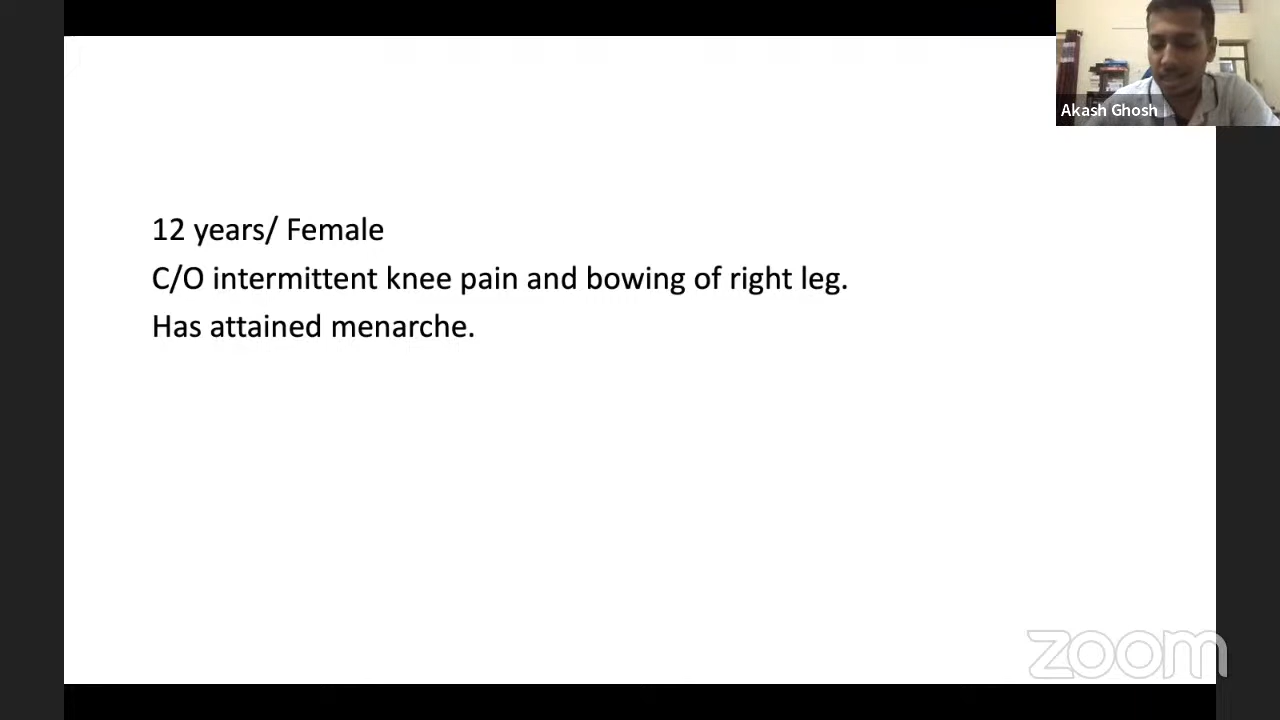 Akash Ghosh
12 years/ Female
C/O intermittent knee pain and bowing of right leg.
Has attained menarche.
zoom